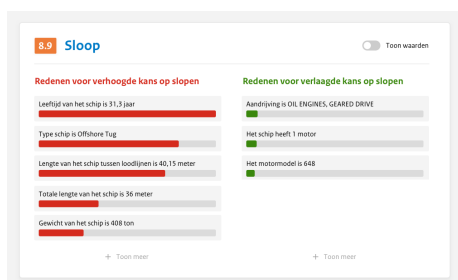 8.9 Sloop
Toon waarden
Redenen voor verhoogde kans op slopen
Leeftijd van het schip is 31,3 jaar
Type schip is Offshore Tug
Lengte van het schip tussen loodlijnen is 40,15 meter
Totale lengte van het schip is 36 meter
Gewicht van het schip is 408 ton
+ Toon meer
Redenen voor verlaagde kans op slopen
Aandrijving is OIL ENGINES, GEARED DRIVE
Het schip heeft 1 motor
Het motormodel is 648
+ Toon meer